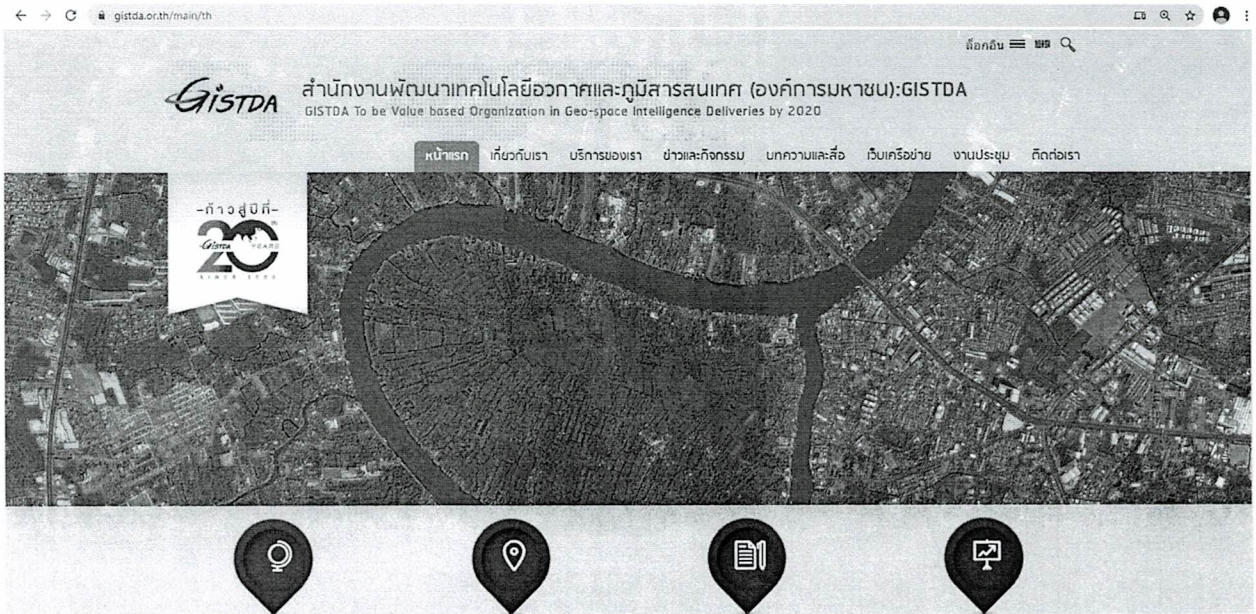 gistda.or.th/main/th
ล็อกอิน
GISTDA
สำนักงานพัฒนาเทคโนโลยีอวกาศและภูมิสารสนเทศ (องค์การมหาชน):GISTDA
GISTDA To be Value based Organization in Geo-space Intelligence Deliveries by 2020
หน้าแรก เกี่ยวกับเรา บริการของเรา ข่าวและกิจกรรม บทความและสื่อ เว็บเครือข่าย งานประชุม ติดต่อเรา
-ก้าวสู่ปีที่-
20th
GISTDA YEARS
SINCE 2000